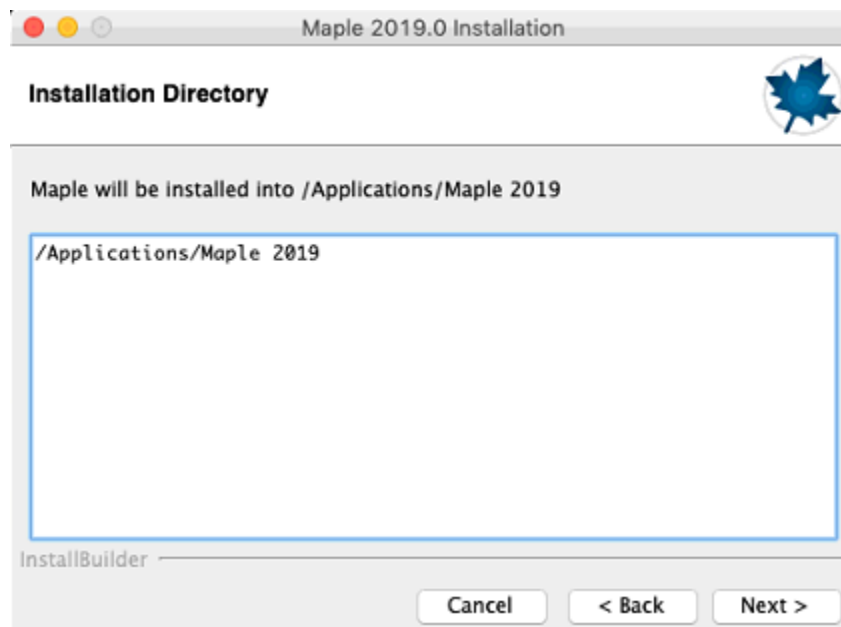 Maple 2019.0 Installation
Installation Directory
Maple will be installed into /Applications/Maple 2019
/Applications/Maple 2019
InstallBuilder
Cancel
< Back
Next >